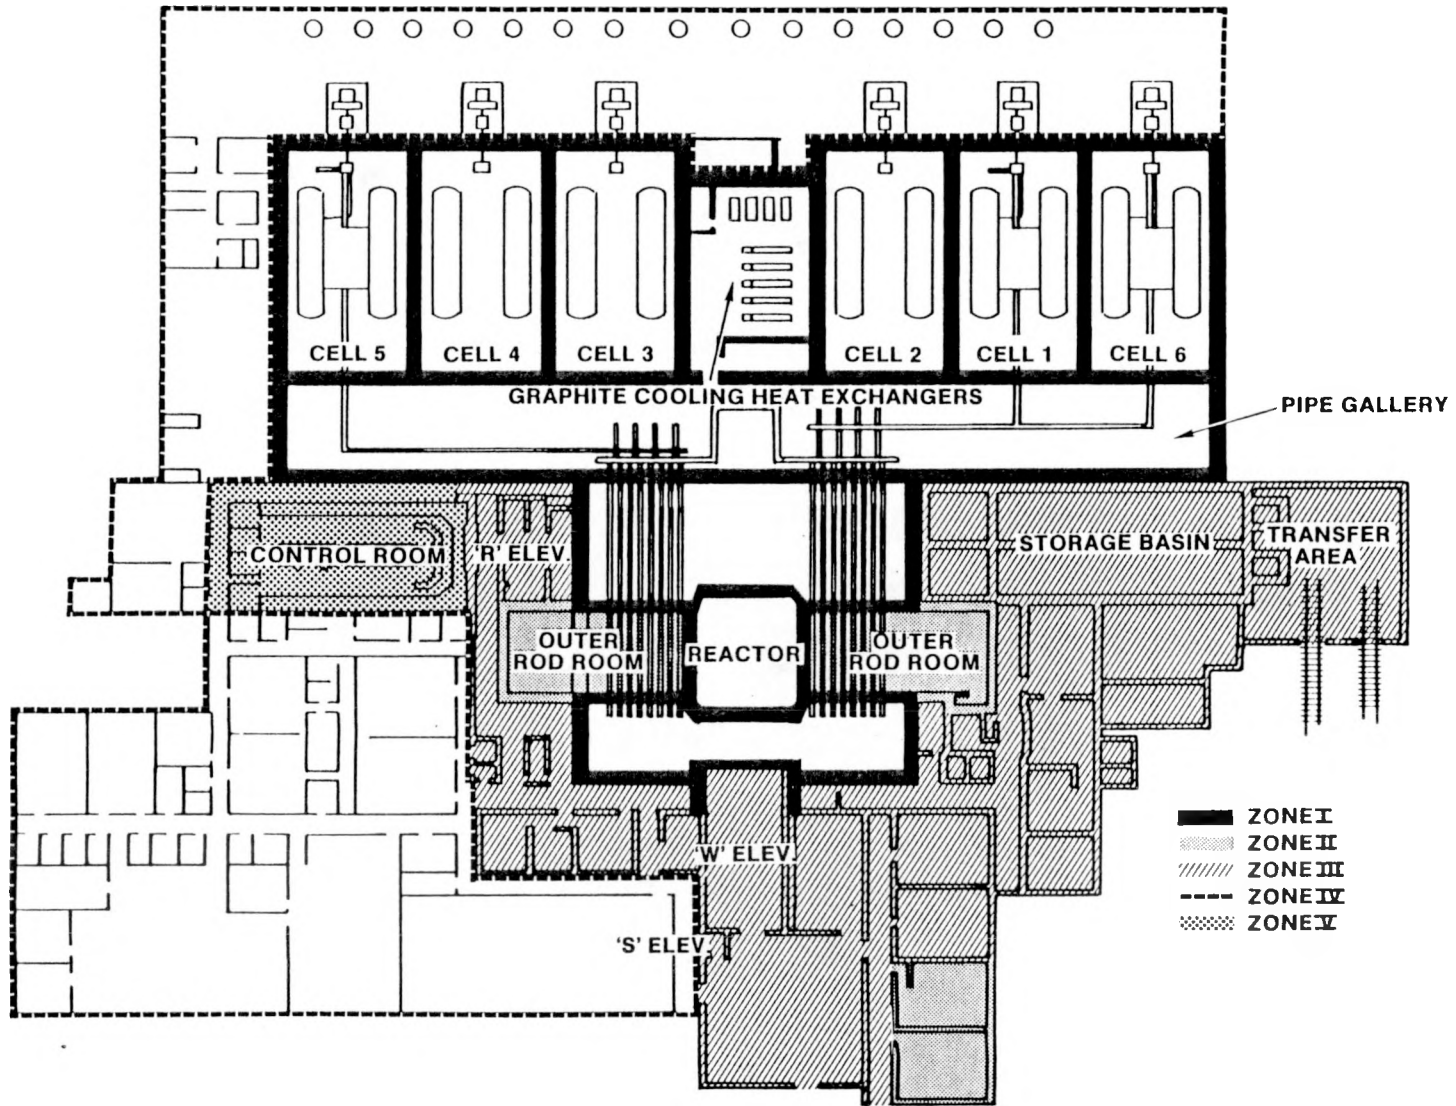 CELL 5
CELL 4
CELL 3
CELL 2
CELL 1
CELL 6
GRAPHITE COOLING HEAT EXCHANGERS
PIPE GALLERY
CONTROL ROOM
'R' ELEV.
STORAGE BASIN
TRANSFER
AREA
OUTER
ROD ROOM
REACTOR
OUTER
ROD ROOM
'W' ELEV.
'S' ELEV.
ZONE I
ZONE II
ZONE III
ZONE IV
ZONE V